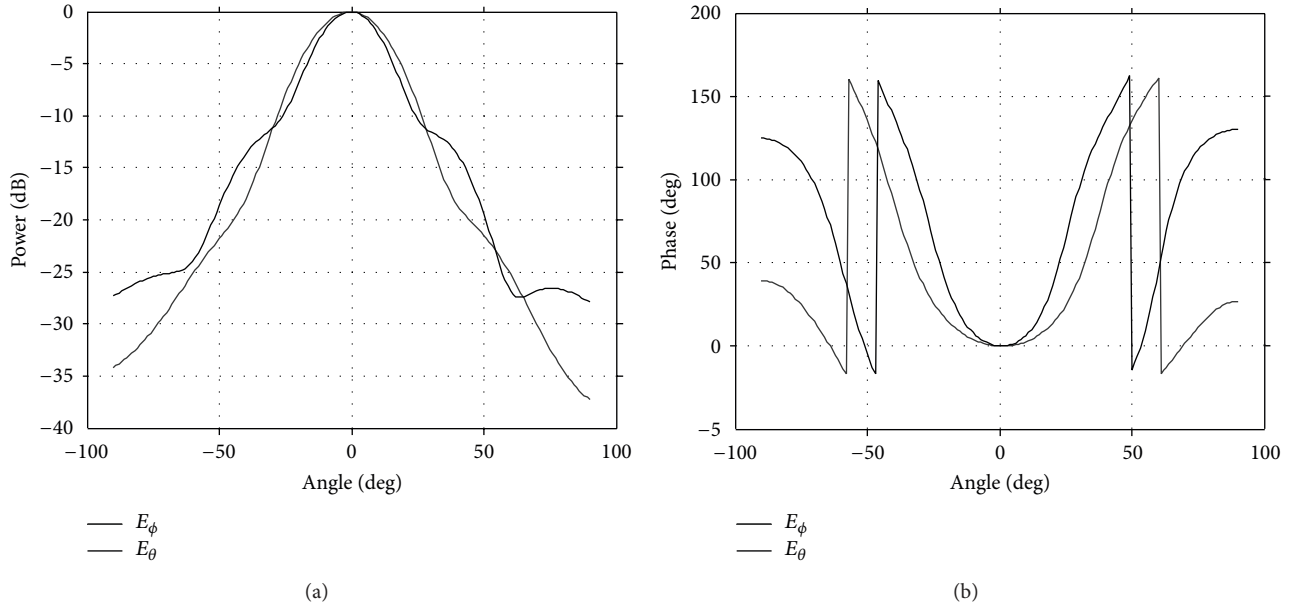 0
−5
−10
−15
−20
−25
−30
−35
−40
Power (dB)
−100 −50 0 50 100
Angle (deg)
E_ϕ
E_θ
(a)
200
150
100
50
0
−5
Phase (deg)
−100 −50 0 50 100
Angle (deg)
E_ϕ
E_θ
(b)